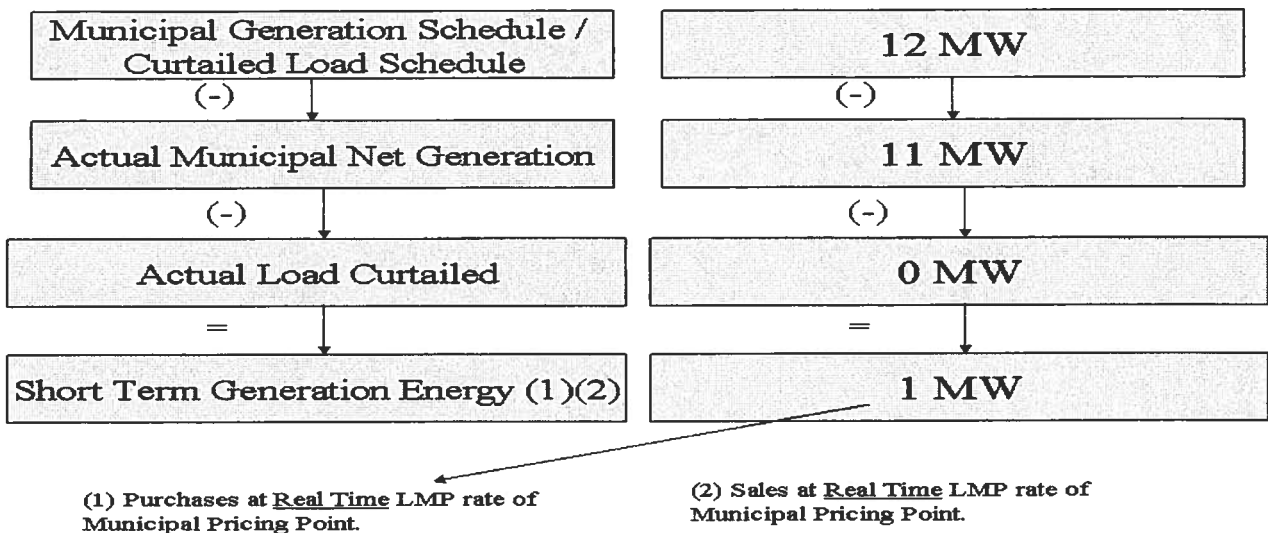 Municipal Generation Schedule /
Curtailed Load Schedule
(-)
Actual Municipal Net Generation
(-)
Actual Load Curtailed
=
Short Term Generation Energy (1)(2)
12 MW
(-)
11 MW
(-)
0 MW
=
1 MW
(1) Purchases at Real Time LMP rate of
Municipal Pricing Point.
(2) Sales at Real Time LMP rate of
Municipal Pricing Point.